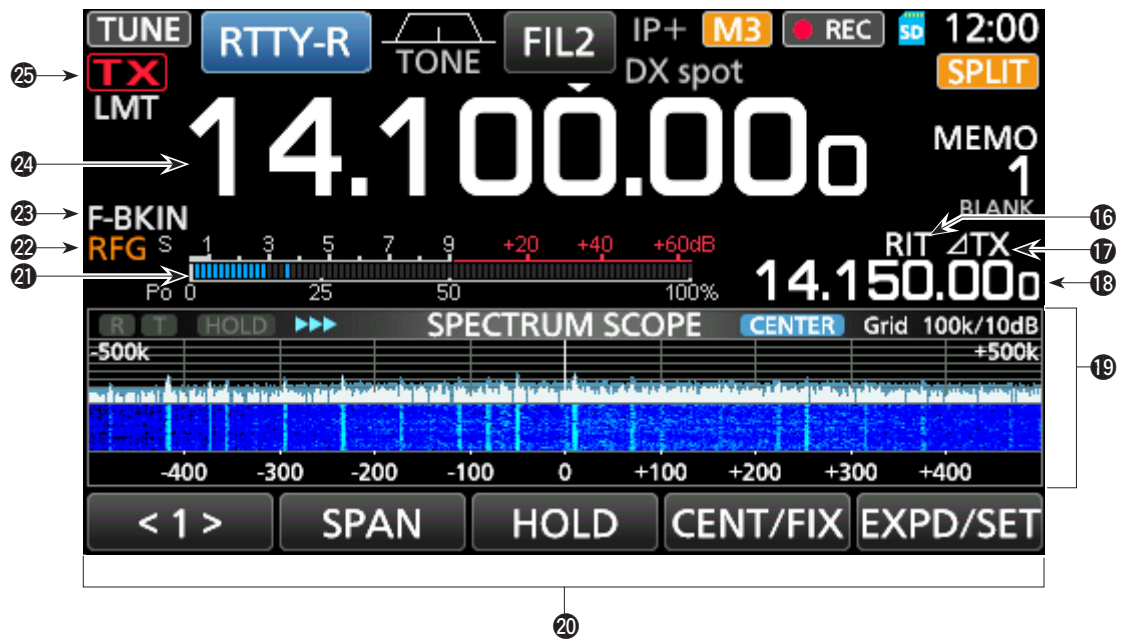 TUNE RTTY-R TONE FIL2 IP+ M3 REC SD 12:00
㉕ TX DX spot SPLIT
LMT
㉔ 14.100.000 MEMO
1
㉓ F-BKIN BLANK ⑯
㉒ RFG S 1 3 5 7 9 +20 +40 +60dB RIT ⊿TX ⑰
㉑ 14.150.000 ⑱
Po 0 25 50 100%
R T HOLD SPECTRUM SCOPE CENTER Grid 100k/10dB
-500k +500k
⑲
-400 -300 -200 -100 0 +100 +200 +300 +400
< 1 > SPAN HOLD CENT/FIX EXPD/SET
⑳